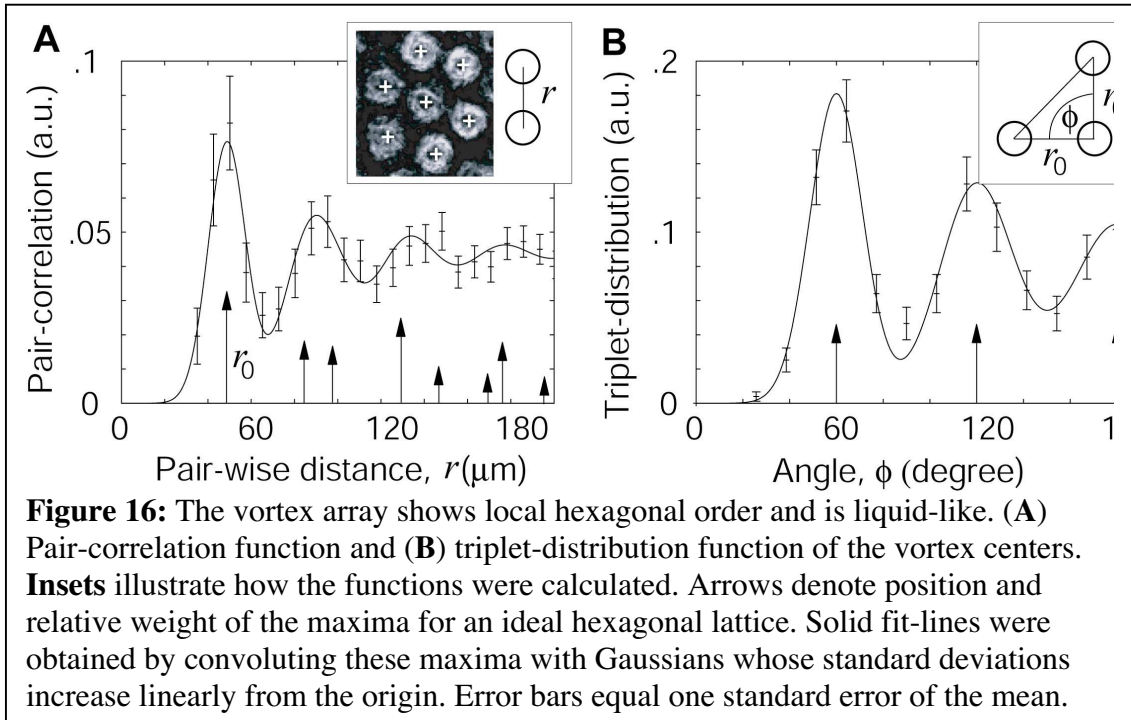 A
B
.1
.05
0
0
60
120
180
Pair-correlation (a.u.)
Pair-wise distance, r(μm)
r
r0
.2
.1
0
0
60
120
1
Triplet-distribution (a.u.)
Angle, ϕ (degree)
ϕ
r0
r
Figure 16: The vortex array shows local hexagonal order and is liquid-like. (A)
Pair-correlation function and (B) triplet-distribution function of the vortex centers.
Insets illustrate how the functions were calculated. Arrows denote position and
relative weight of the maxima for an ideal hexagonal lattice. Solid fit-lines were
obtained by convoluting these maxima with Gaussians whose standard deviations
increase linearly from the origin. Error bars equal one standard error of the mean.